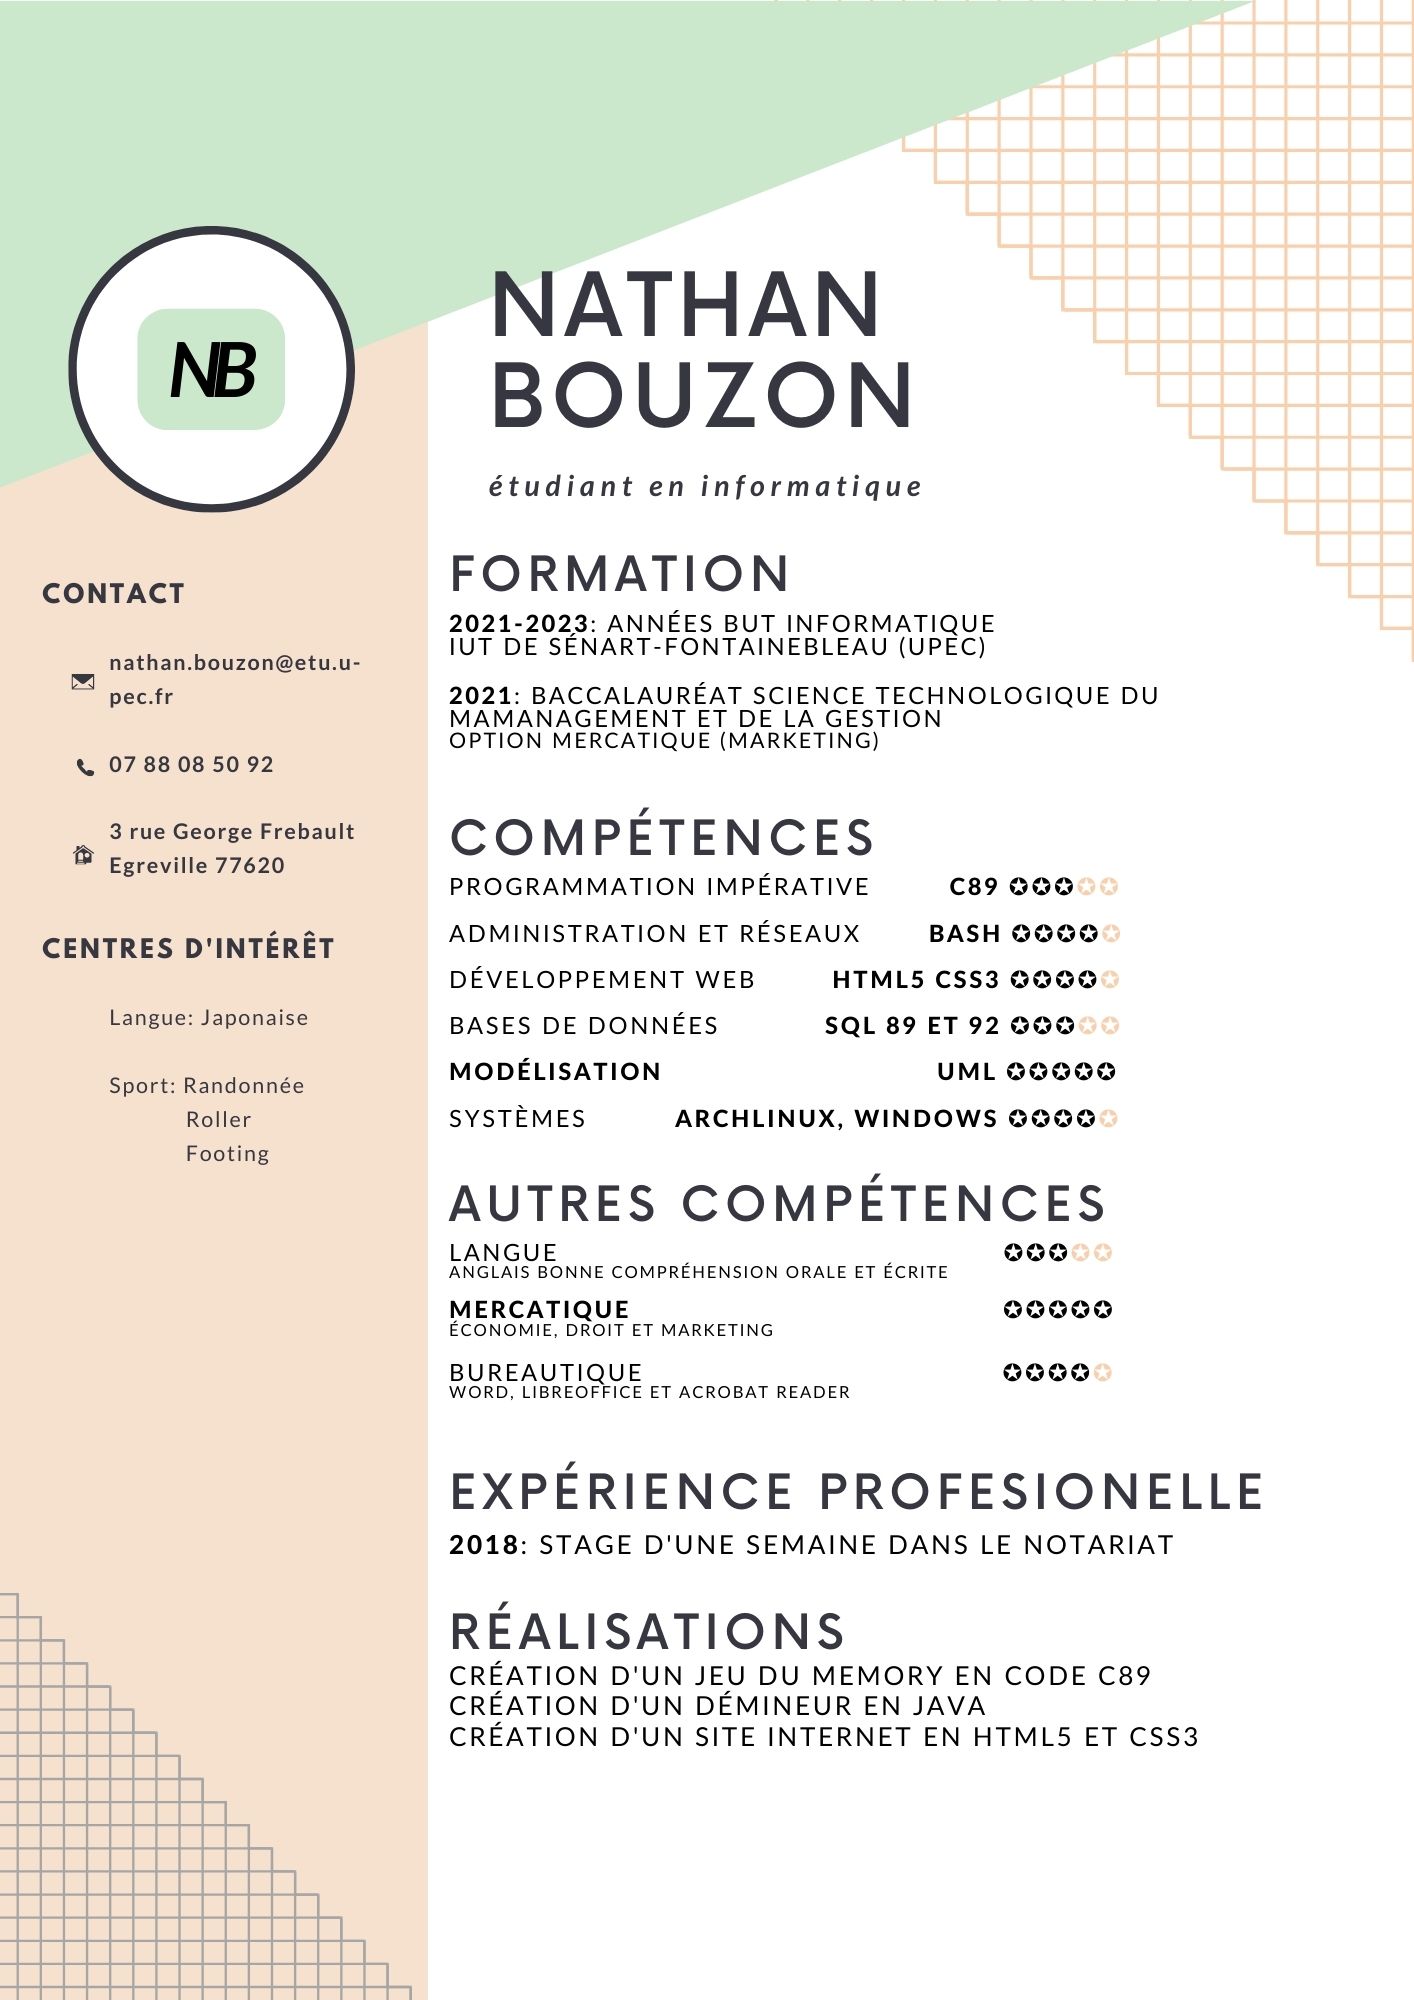 NB
NATHAN
BOUZON
étudiant en informatique
CONTACT
nathan.bouzon@etu.u-
pec.fr
07 88 08 50 92
3 rue George Frebault
Egreville 77620
CENTRES D'INTÉRÊT
Langue: Japonaise
Sport: Randonnée
Roller
Footing
FORMATION
2021-2023: ANNÉES BUT INFORMATIQUE
IUT DE SÉNART-FONTAINEBLEAU (UPEC)
2021: BACCALAURÉAT SCIENCE TECHNOLOGIQUE DU
MAMANAGEMENT ET DE LA GESTION
OPTION MERCATIQUE (MARKETING)
COMPÉTENCES
PROGRAMMATION IMPÉRATIVE C89 ✪✪✪✪✪
ADMINISTRATION ET RÉSEAUX BASH ✪✪✪✪✪
DÉVELOPPEMENT WEB HTML5 CSS3 ✪✪✪✪✪
BASES DE DONNÉES SQL 89 ET 92 ✪✪✪✪✪
MODÉLISATION UML ✪✪✪✪✪
SYSTÈMES ARCHLINUX, WINDOWS ✪✪✪✪✪
AUTRES COMPÉTENCES
LANGUE ✪✪✪✪✪
ANGLAIS BONNE COMPRÉHENSION ORALE ET ÉCRITE
MERCATIQUE ✪✪✪✪✪
ÉCONOMIE, DROIT ET MARKETING
BUREAUTIQUE ✪✪✪✪✪
WORD, LIBREOFFICE ET ACROBAT READER
EXPÉRIENCE PROFESIONELLE
2018: STAGE D'UNE SEMAINE DANS LE NOTARIAT
RÉALISATIONS
CRÉATION D'UN JEU DU MEMORY EN CODE C89
CRÉATION D'UN DÉMINEUR EN JAVA
CRÉATION D'UN SITE INTERNET EN HTML5 ET CSS3